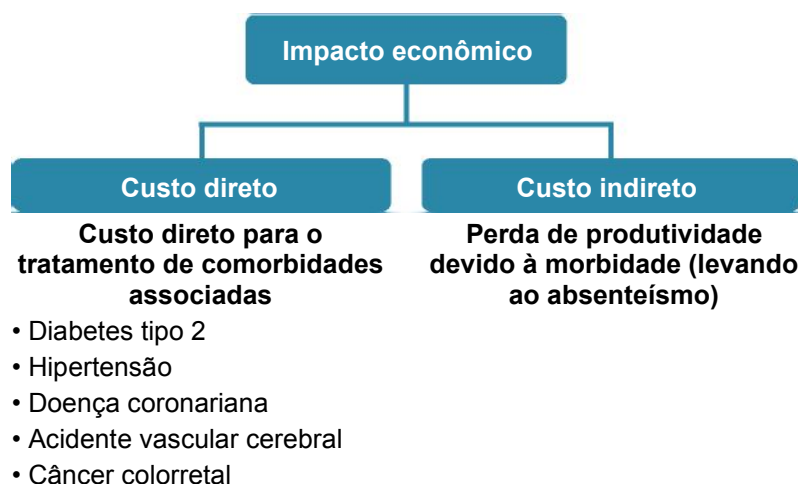 Impacto econômico
Custo direto
Custo direto para o
tratamento de comorbidades
associadas
• Diabetes tipo 2
• Hipertensão
• Doença coronariana
• Acidente vascular cerebral
• Câncer colorretal
Custo indireto
Perda de produtividade
devido à morbidade (levando
ao absenteísmo)